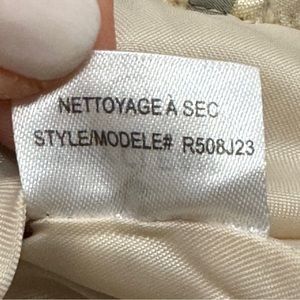 NETTOYAGE À SEC
STYLE/MODELE# R508J23